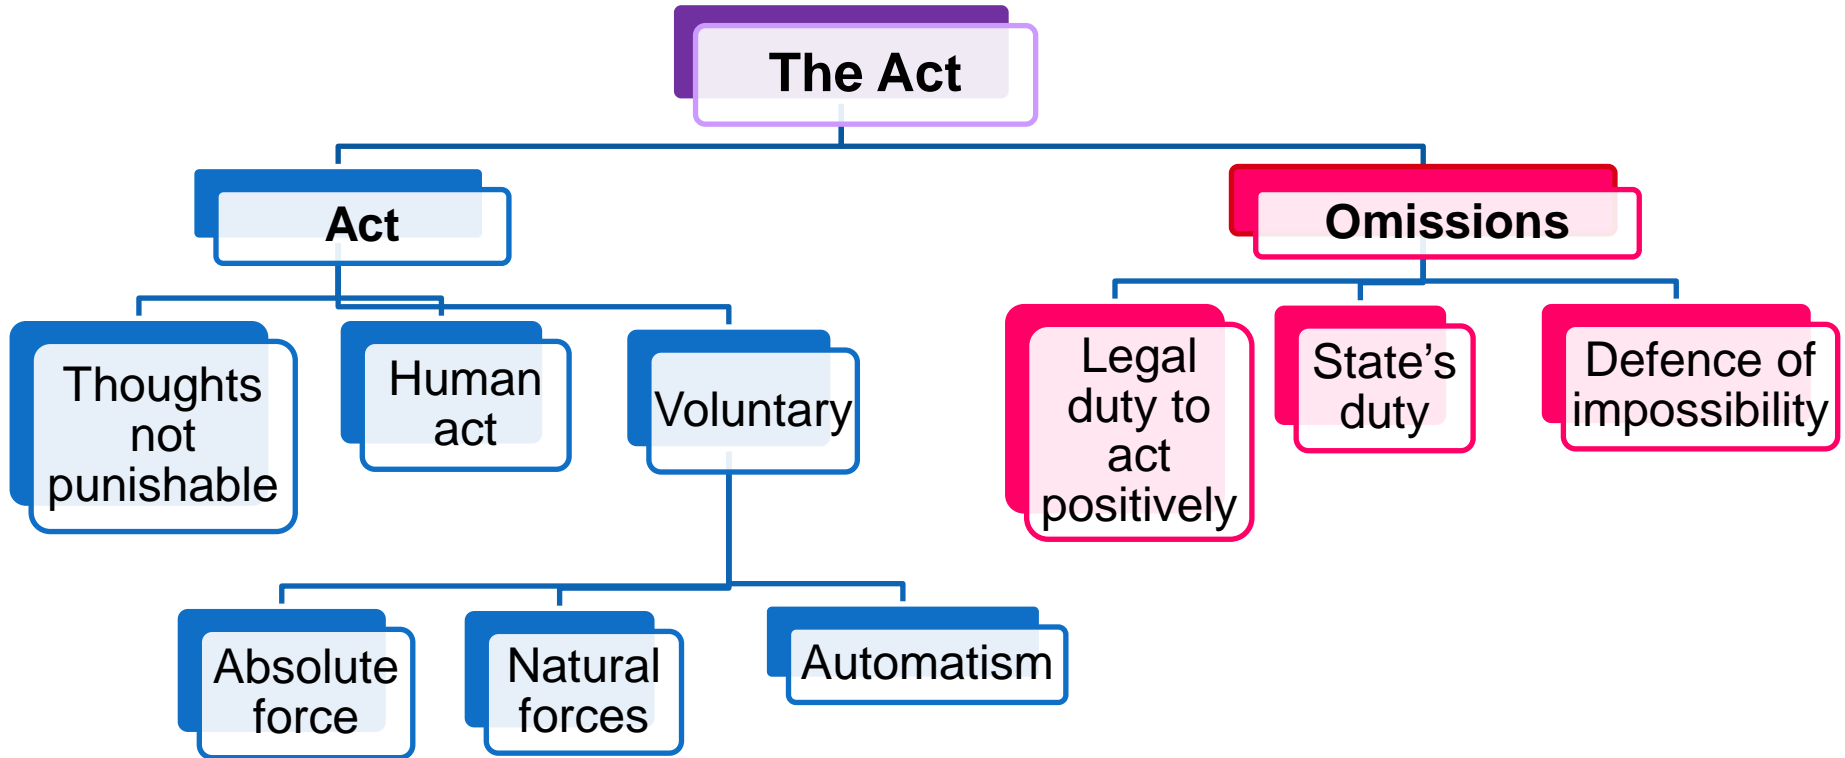 The Act
Act
Omissions
Thoughts
not
punishable
Human
act
Voluntary
Legal
duty to
act
positively
State’s
duty
Defence of
impossibility
Absolute
force
Natural
forces
Automatism